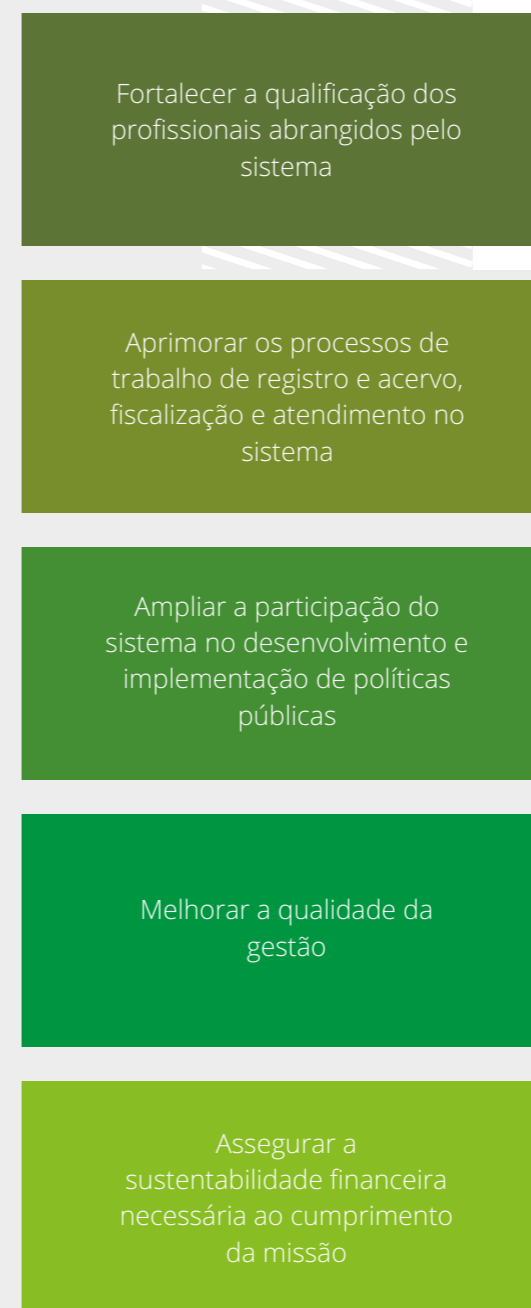 Fortalecer a qualificação dos
profissionais abrangidos pelo
sistema
Aprimorar os processos de
trabalho de registro e acervo,
fiscalização e atendimento no
sistema
Ampliar a participação do
sistema no desenvolvimento e
implementação de políticas
públicas
Melhorar a qualidade da
gestão
Assegurar a
sustentabilidade financeira
necessária ao cumprimento
da missão